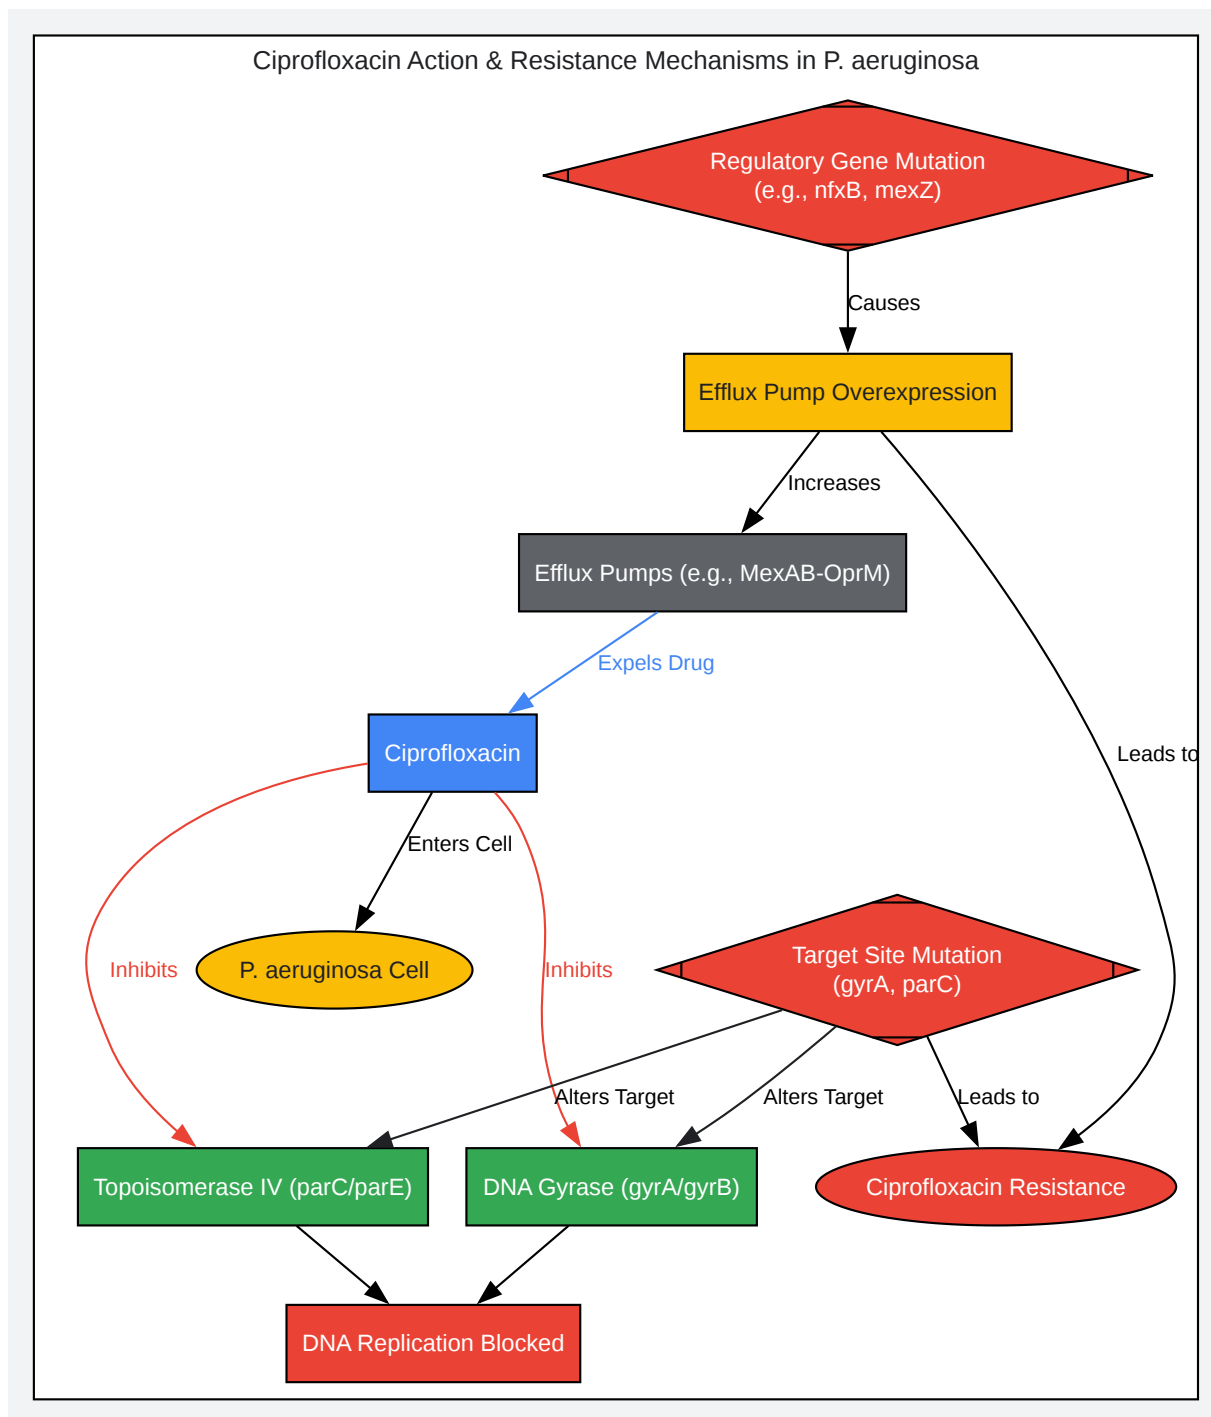 Ciprofloxacin Action & Resistance Mechanisms in P. aeruginosa
Regulatory Gene Mutation
(e.g., nfxB, mexZ)
Causes
Efflux Pump Overexpression
Increases
Efflux Pumps (e.g., MexAB-OprM)
Expels Drug
Ciprofloxacin
Leads to
Enters Cell
Inhibits
P. aeruginosa Cell
Inhibits
Target Site Mutation
(gyrA, parC)
Alters Target
Alters Target
Leads to
Topoisomerase IV (parC/parE)
DNA Gyrase (gyrA/gyrB)
Ciprofloxacin Resistance
DNA Replication Blocked